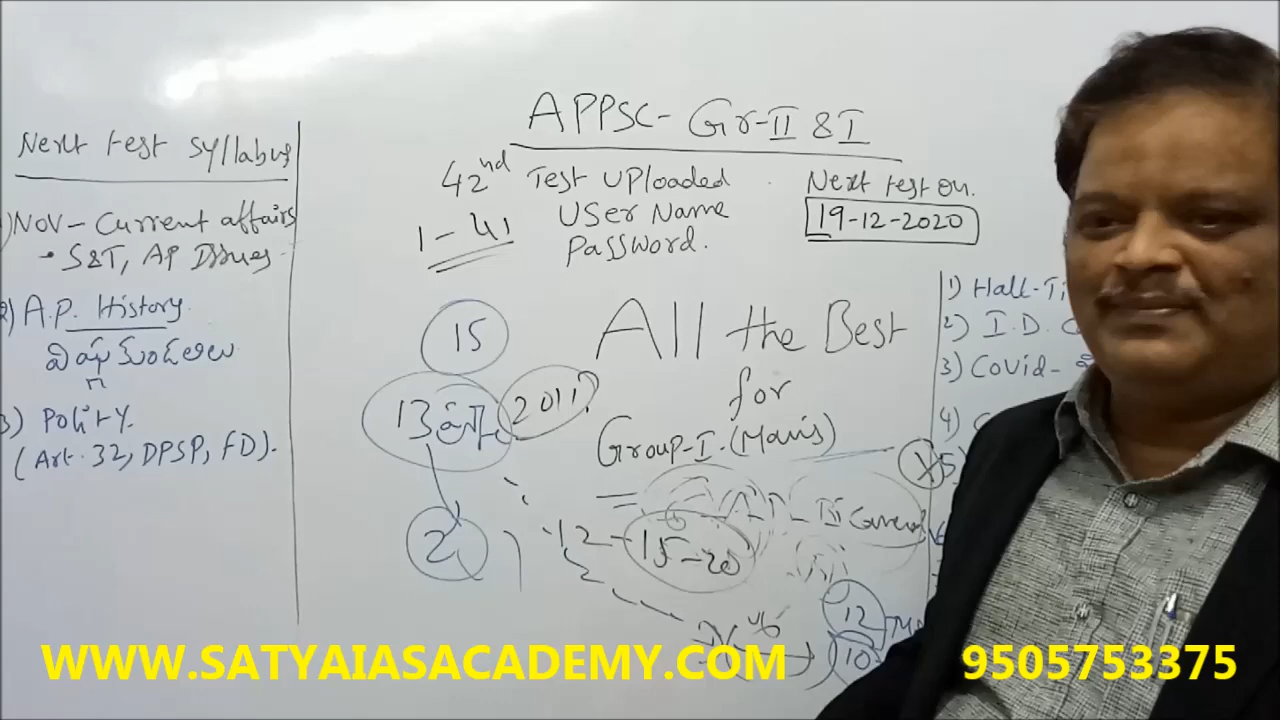 Next test syllabus
1) Nov - Current affairs
• S&T, AP Issues
2) A.P. History
3) Polity
(Art. 32, DPSP, FD).
APPSC - Gr-II & I
42nd Test Uploaded
1 - 41
User Name
Password.
Next test on.
19-12-2020
15
13
2011
2
All the Best
for
Group-I. (Mains)
12 - 15-20
12
10
1) Hall-Ti
2) I.D. C
3) Covid-
4) C
5)
WWW.SATYAIASACADEMY.COM
9505753375